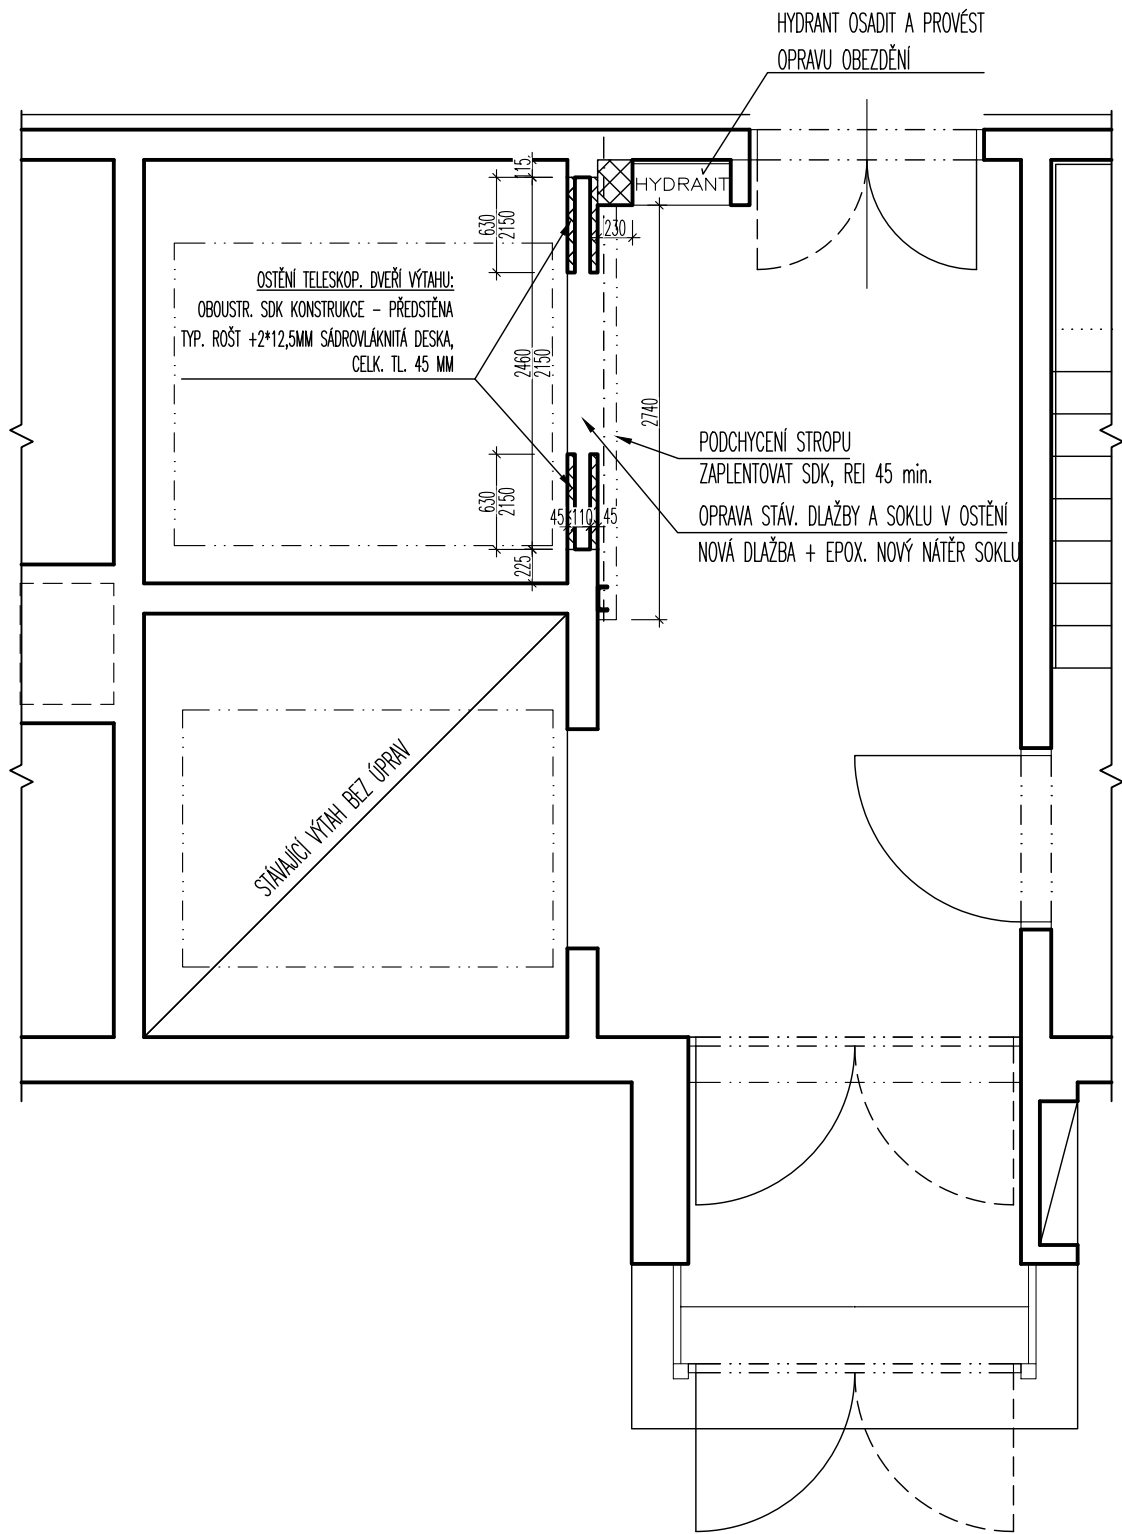 HYDRANT OSADIT A PROVÉST
OPRAVU OBEZDĚNÍ
HYDRANT
115
630
2150
230
OSTĚNÍ TELESKOP. DVEŘÍ VÝTAHU:
OBOUSTR. SDK KONSTRUKCE - PŘEDSTĚNA
TYP. ROŠT +2*12,5MM SÁDROVLÁKNITÁ DESKA,
CELK. TL. 45 MM
2460
2150
2740
PODCHYCENÍ STROPU
ZAPLENTOVAT SDK, REI 45 min.
OPRAVA STÁV. DLAŽBY A SOKLU V OSTĚNÍ
NOVÁ DLAŽBA + EPOX. NOVÝ NÁTĚR SOKLU
630
2150
45 110 45
225
STÁVAJÍCÍ VÝTAH BEZ ÚPRAV